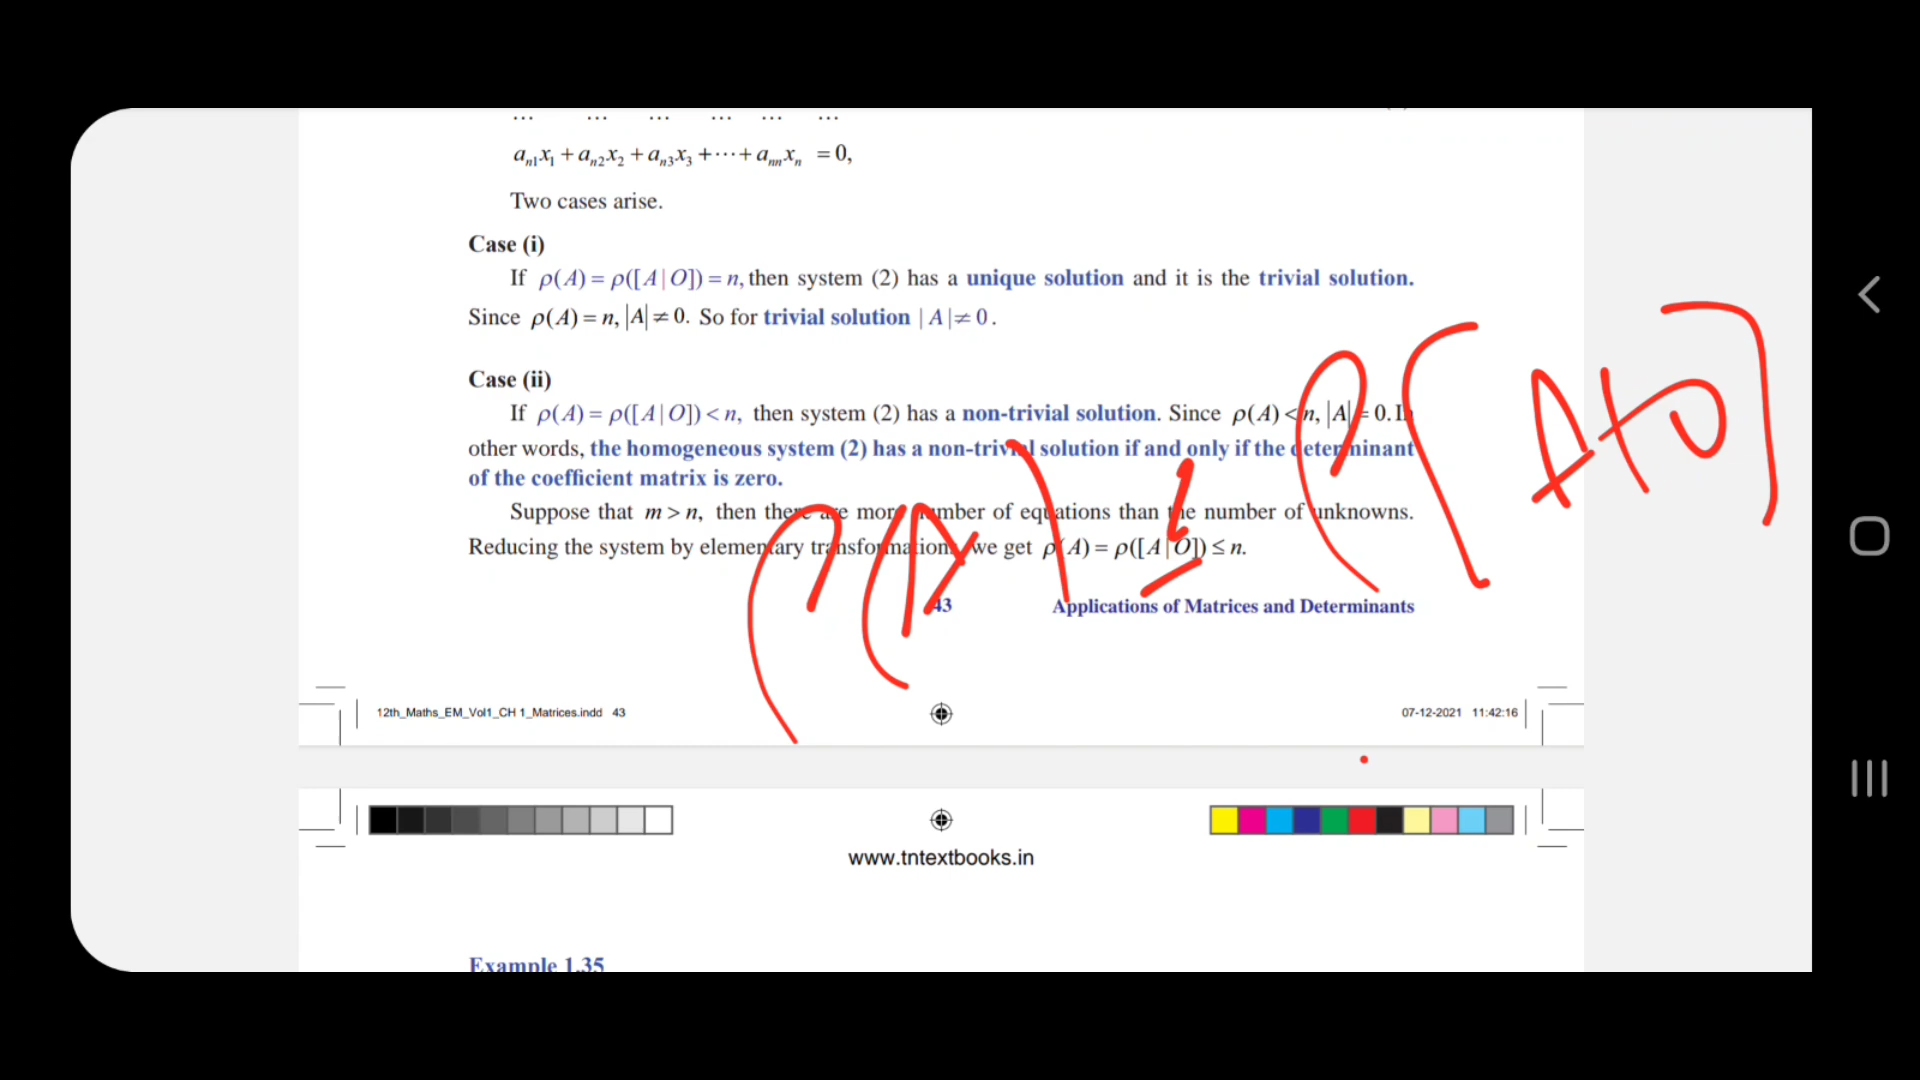 ... ... ... ... ... ...
aₙ₁x₁ + aₙ₂x₂ + aₙ₃x₃ + ⋯ + aₙₙxₙ = 0,
Two cases arise.
Case (i)
If ρ(A) = ρ([A | O]) = n, then system (2) has a unique solution and it is the trivial solution.
Since ρ(A) = n, |A| ≠ 0. So for trivial solution | A | ≠ 0 .
Case (ii)
If ρ(A) = ρ([A | O]) < n, then system (2) has a non-trivial solution. Since ρ(A) < n, |A| = 0. In
other words, the homogeneous system (2) has a non-trivial solution if and only if the determinant
of the coefficient matrix is zero.
Suppose that m > n, then there are more number of equations than the number of unknowns.
Reducing the system by elementary transformations we get ρ(A) = ρ([A | O]) ≤ n.
43 Applications of Matrices and Determinants
12th_Maths_EM_Vol1_CH 1_Matrices.indd 43 07-12-2021 11:42:16
www.tntextbooks.in
Example 1.35